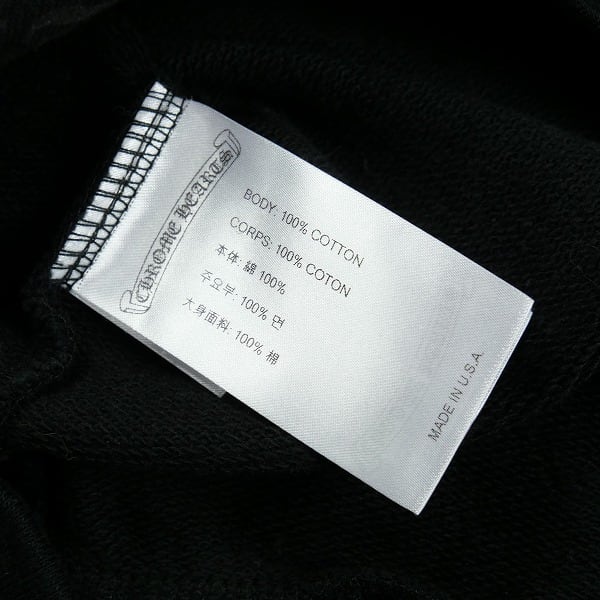 CHROME HEARTS
BODY: 100% COTTON
CORPS: 100% COTON
本体: 綿 100%
주요부: 100% 면
大身面料: 100% 棉
MADE IN U.S.A.